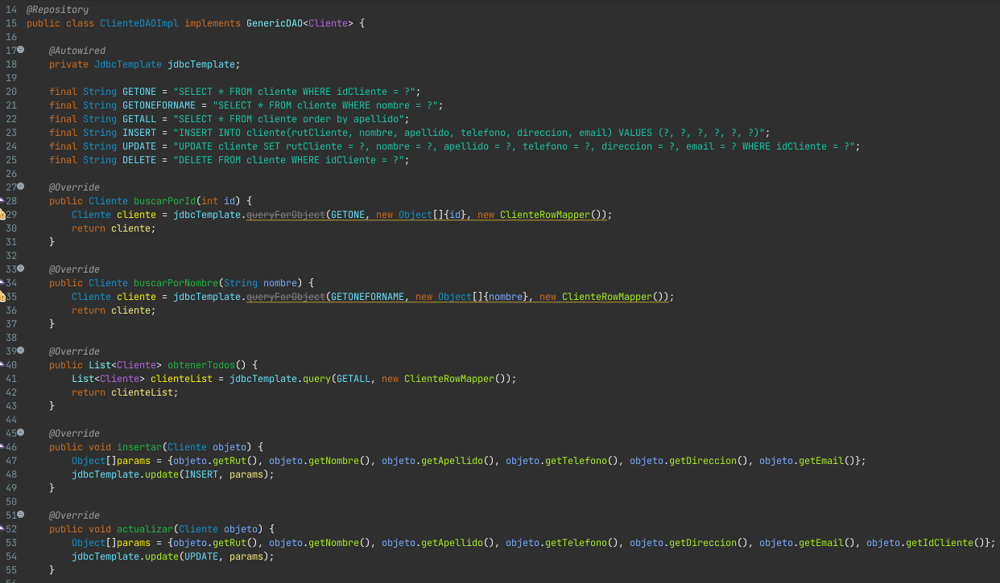 14 @Repository
15 public class ClienteDAOImpl implements GenericDAO<Cliente> {
16
17 @Autowired
18 private JdbcTemplate jdbcTemplate;
19
20 final String GETONE = "SELECT * FROM cliente WHERE idCliente = ?";
21 final String GETONEFORNAME = "SELECT * FROM cliente WHERE nombre = ?";
22 final String GETALL = "SELECT * FROM cliente order by apellido";
23 final String INSERT = "INSERT INTO cliente(rutCliente, nombre, apellido, telefono, direccion, email) VALUES (?, ?, ?, ?, ?, ?)";
24 final String UPDATE = "UPDATE cliente SET rutCliente = ?, nombre = ?, apellido = ?, telefono = ?, direccion = ?, email = ? WHERE idCliente = ?";
25 final String DELETE = "DELETE FROM cliente WHERE idCliente = ?";
26
27 @Override
28 public Cliente buscarPorId(int id) {
29 Cliente cliente = jdbcTemplate.queryForObject(GETONE, new Object[]{id}, new ClienteRowMapper());
30 return cliente;
31 }
32
33 @Override
34 public Cliente buscarPorNombre(String nombre) {
35 Cliente cliente = jdbcTemplate.queryForObject(GETONEFORNAME, new Object[]{nombre}, new ClienteRowMapper());
36 return cliente;
37 }
38
39 @Override
40 public List<Cliente> obtenerTodos() {
41 List<Cliente> clienteList = jdbcTemplate.query(GETALL, new ClienteRowMapper());
42 return clienteList;
43 }
44
45 @Override
46 public void insertar(Cliente objeto) {
47 Object[]params = {objeto.getRut(), objeto.getNombre(), objeto.getApellido(), objeto.getTelefono(), objeto.getDireccion(), objeto.getEmail()};
48 jdbcTemplate.update(INSERT, params);
49 }
50
51 @Override
52 public void actualizar(Cliente objeto) {
53 Object[]params = {objeto.getRut(), objeto.getNombre(), objeto.getApellido(), objeto.getTelefono(), objeto.getDireccion(), objeto.getEmail(), objeto.getIdCliente()};
54 jdbcTemplate.update(UPDATE, params);
55 }